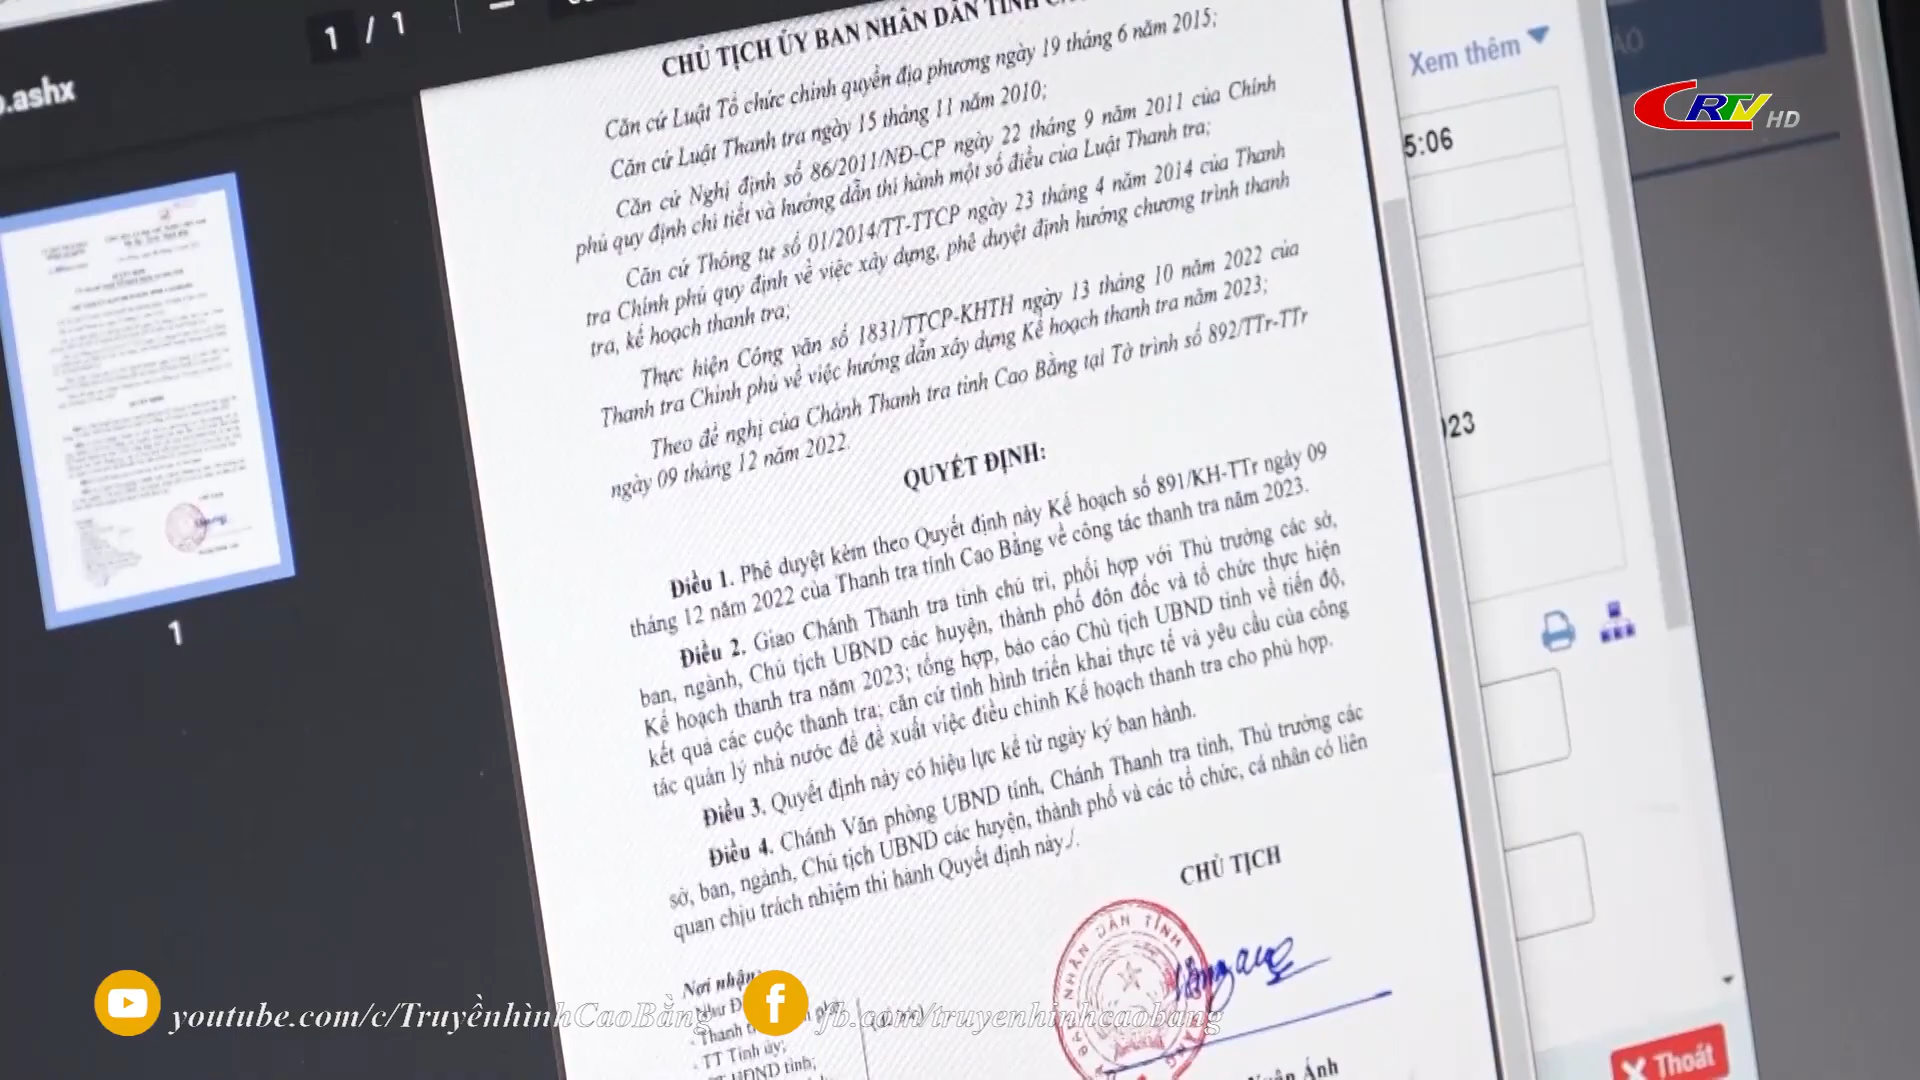 1 / 1
.ashx
1
CHỦ TỊCH ỦY BAN NHÂN DÂN TỈNH
Căn cứ Luật Tổ chức chính quyền địa phương ngày 19 tháng 6 năm 2015;
Căn cứ Luật Thanh tra ngày 15 tháng 11 năm 2010;
Căn cứ Nghị định số 86/2011/NĐ-CP ngày 22 tháng 9 năm 2011 của Chính
phủ quy định chi tiết và hướng dẫn thi hành một số điều của Luật Thanh tra;
Căn cứ Thông tư số 01/2014/TT-TTCP ngày 23 tháng 4 năm 2014 của Thanh
tra Chính phủ quy định về việc xây dựng, phê duyệt định hướng chương trình thanh
tra, kế hoạch thanh tra;
Thực hiện Công văn số 1831/TTCP-KHTH ngày 13 tháng 10 năm 2022 của
Thanh tra Chính phủ về việc hướng dẫn xây dựng Kế hoạch thanh tra năm 2023;
Theo đề nghị của Chánh Thanh tra tỉnh Cao Bằng tại Tờ trình số 892/TTr-TTr
ngày 09 tháng 12 năm 2022.
QUYẾT ĐỊNH:
Điều 1. Phê duyệt kèm theo Quyết định này Kế hoạch số 891/KH-TTr ngày 09
tháng 12 năm 2022 của Thanh tra tỉnh Cao Bằng về công tác thanh tra năm 2023.
Điều 2. Giao Chánh Thanh tra tỉnh chủ trì, phối hợp với Thủ trưởng các sở,
ban, ngành, Chủ tịch UBND các huyện, thành phố đôn đốc và tổ chức thực hiện
Kế hoạch thanh tra năm 2023; tổng hợp, báo cáo Chủ tịch UBND tỉnh về tiến độ,
kết quả các cuộc thanh tra; căn cứ tình hình triển khai thực tế và yêu cầu của công
tác quản lý nhà nước để đề xuất việc điều chỉnh Kế hoạch thanh tra cho phù hợp.
Điều 3. Quyết định này có hiệu lực kể từ ngày ký ban hành.
Điều 4. Chánh Văn phòng UBND tỉnh, Chánh Thanh tra tỉnh, Thủ trưởng các
sở, ban, ngành, Chủ tịch UBND các huyện, thành phố và các tổ chức, cá nhân có liên
quan chịu trách nhiệm thi hành Quyết định này./.
CHỦ TỊCH
NHÂN DÂN TỈNH
Nơi nhận
- TT Tỉnh ủy;
UBND tỉnh;
Ánh
Xem thêm
5:06
023
Thoát
CRTV HD
youtube.com/c/TruyềnhìnhCaoBằng
fb.com/truyenhinhcaobang